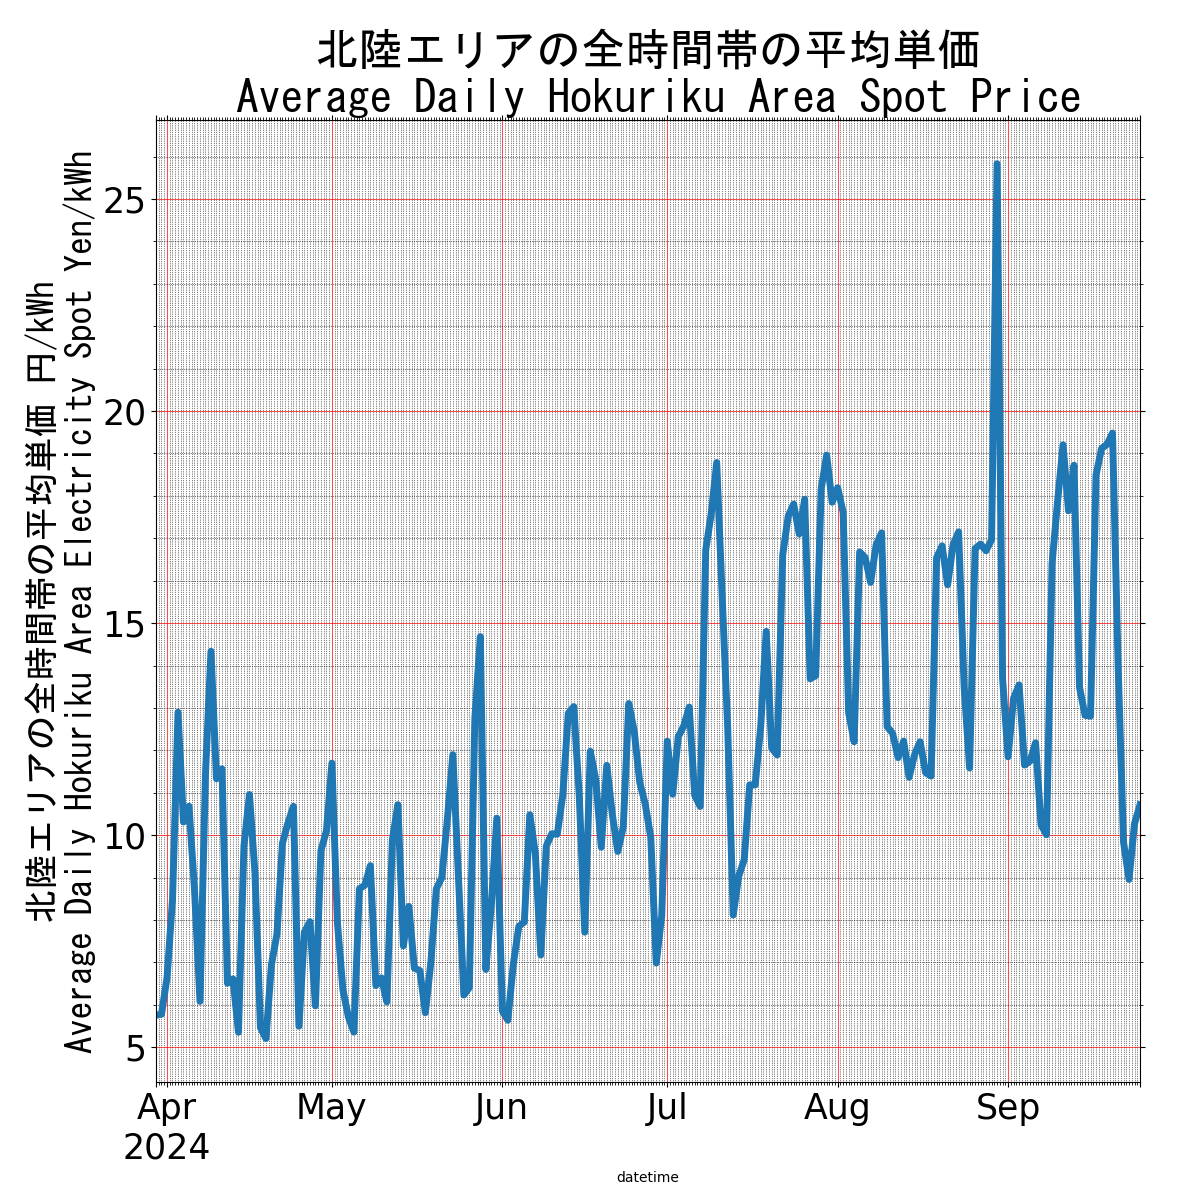 北陸エリアの全時間帯の平均単価
Average Daily Hokuriku Area Spot Price
北陸エリアの全時間帯の平均単価 円/kWh
Average Daily Hokuriku Area Electricity Spot Yen/kWh
25
20
15
10
5
Apr
2024
May
Jun
Jul
Aug
Sep
datetime